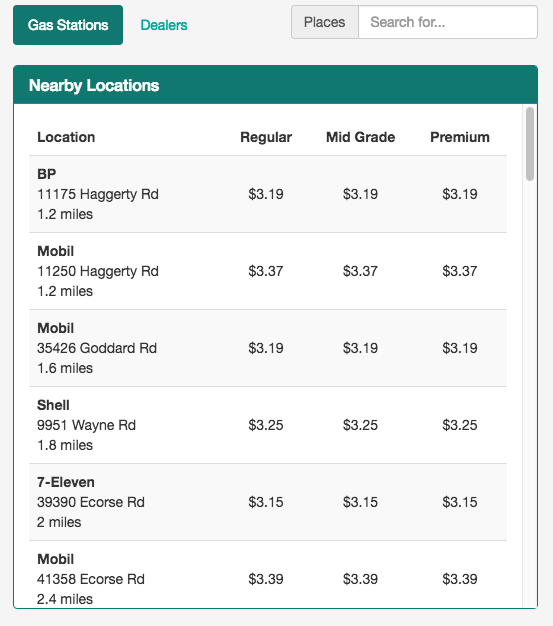 Gas Stations Dealers Places Search for...
Nearby Locations
Location Regular Mid Grade Premium
BP
11175 Haggerty Rd $3.19 $3.19 $3.19
1.2 miles
Mobil
11250 Haggerty Rd $3.37 $3.37 $3.37
1.2 miles
Mobil
35426 Goddard Rd $3.19 $3.19 $3.19
1.6 miles
Shell
9951 Wayne Rd $3.25 $3.25 $3.25
1.8 miles
7-Eleven
39390 Ecorse Rd $3.15 $3.15 $3.15
2 miles
Mobil
41358 Ecorse Rd $3.39 $3.39 $3.39
2.4 miles